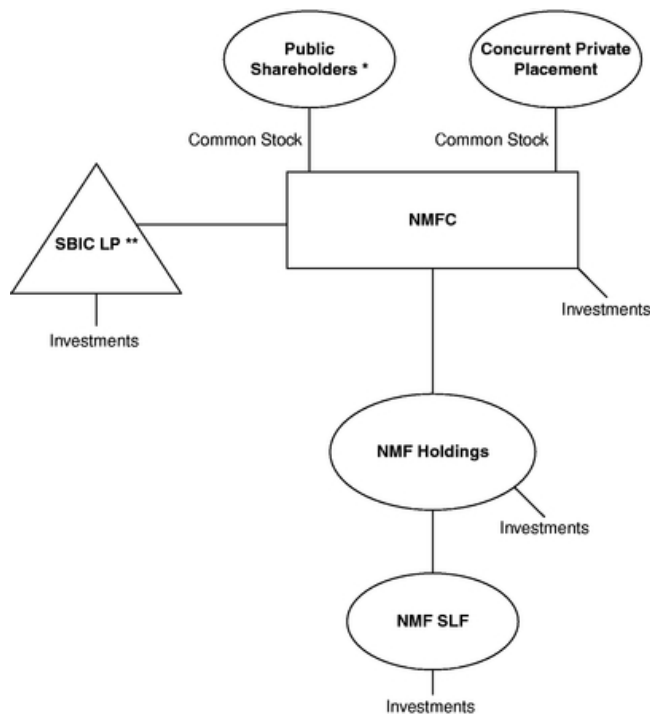 Public
Shareholders *
Concurrent Private
Placement
Common Stock
Common Stock
SBIC LP **
NMFC
Investments
Investments
NMF Holdings
Investments
NMF SLF
Investments